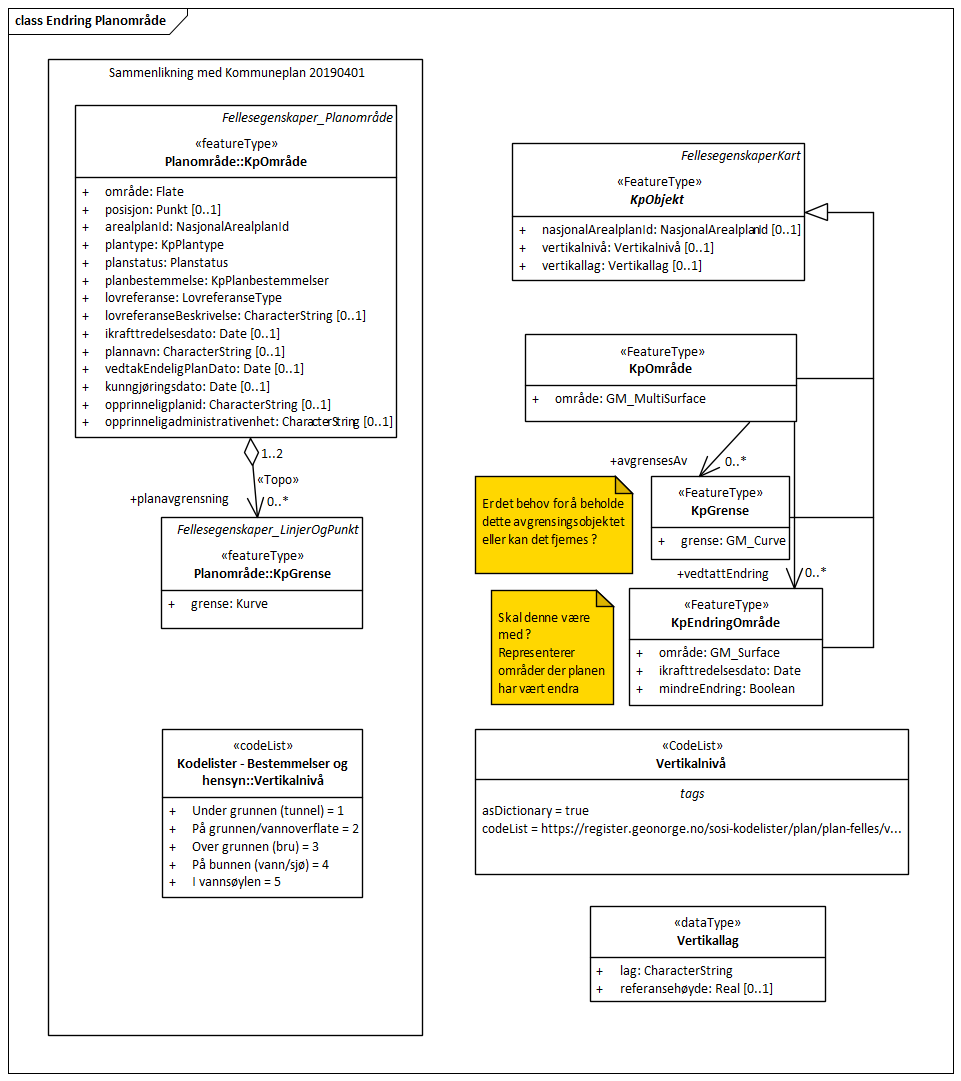 class Endring Planområde
Sammenlikning med Kommuneplan 20190401
Fellesegenskaper_Planområde
«featureType»
Planområde::KpOmråde
+ område: Flate
+ posisjon: Punkt [0..1]
+ arealplanId: NasjonalArealplanId
+ plantype: KpPlantype
+ planstatus: Planstatus
+ planbestemmelse: KpPlanbestemmelser
+ lovreferanse: LovreferanseType
+ lovreferanseBeskrivelse: CharacterString [0..1]
+ ikrafttredelsesdato: Date [0..1]
+ plannavn: CharacterString [0..1]
+ vedtakEndeligPlanDato: Date [0..1]
+ kunngjøringsdato: Date [0..1]
+ opprinneligplanid: CharacterString [0..1]
+ opprinneligadministrativenhet: CharacterString [0..1]
1..2
«Topo»
+planavgrensning
0..*
Fellesegenskaper_LinjerOgPunkt
«featureType»
Planområde::KpGrense
+ grense: Kurve
«codeList»
Kodelister - Bestemmelser og
hensyn::Vertikalnivå
+ Under grunnen (tunnel) = 1
+ På grunnen/vannoverflate = 2
+ Over grunnen (bru) = 3
+ På bunnen (vann/sjø) = 4
+ I vannsøylen = 5
FellesegenskaperKart
«FeatureType»
KpObjekt
+ nasjonalArealplanId: NasjonalArealplanId [0..1]
+ vertikalnivå: Vertikalnivå [0..1]
+ vertikallag: Vertikallag [0..1]
«FeatureType»
KpOmråde
+ område: GM_MultiSurface
+avgrensesAv
0..*
Er det behov for å beholde
dette avgrensingsobjektet
eller kan det fjernes ?
«FeatureType»
KpGrense
+ grense: GM_Curve
+vedtattEndring
0..*
Skal denne være
med ?
Representerer
områder der planen
har vært endra
«FeatureType»
KpEndringOmråde
+ område: GM_Surface
+ ikrafttredelsesdato: Date
+ mindreEndring: Boolean
«CodeList»
Vertikalnivå
tags
asDictionary = true
codeList = https://register.geonorge.no/sosi-kodelister/plan/plan-felles/v...
«dataType»
Vertikallag
+ lag: CharacterString
+ referansehøyde: Real [0..1]